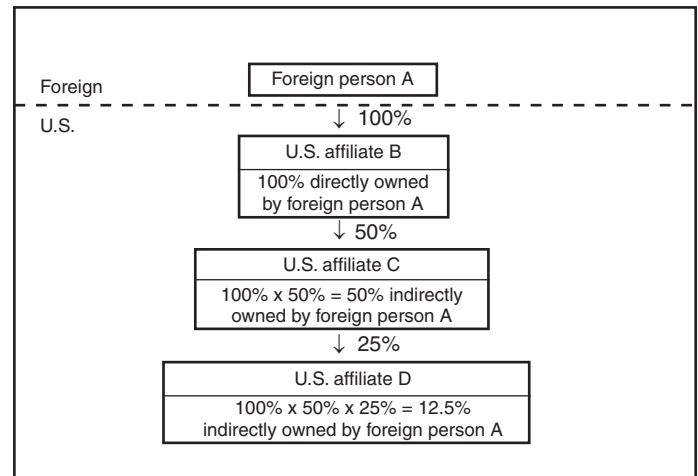 Foreign person A
Foreign
U.S.
↓ 100%
U.S. affiliate B
100% directly owned
by foreign person A
↓ 50%
U.S. affiliate C
100% x 50% = 50% indirectly
owned by foreign person A
↓ 25%
U.S. affiliate D
100% x 50% x 25% = 12.5%
indirectly owned by foreign person A